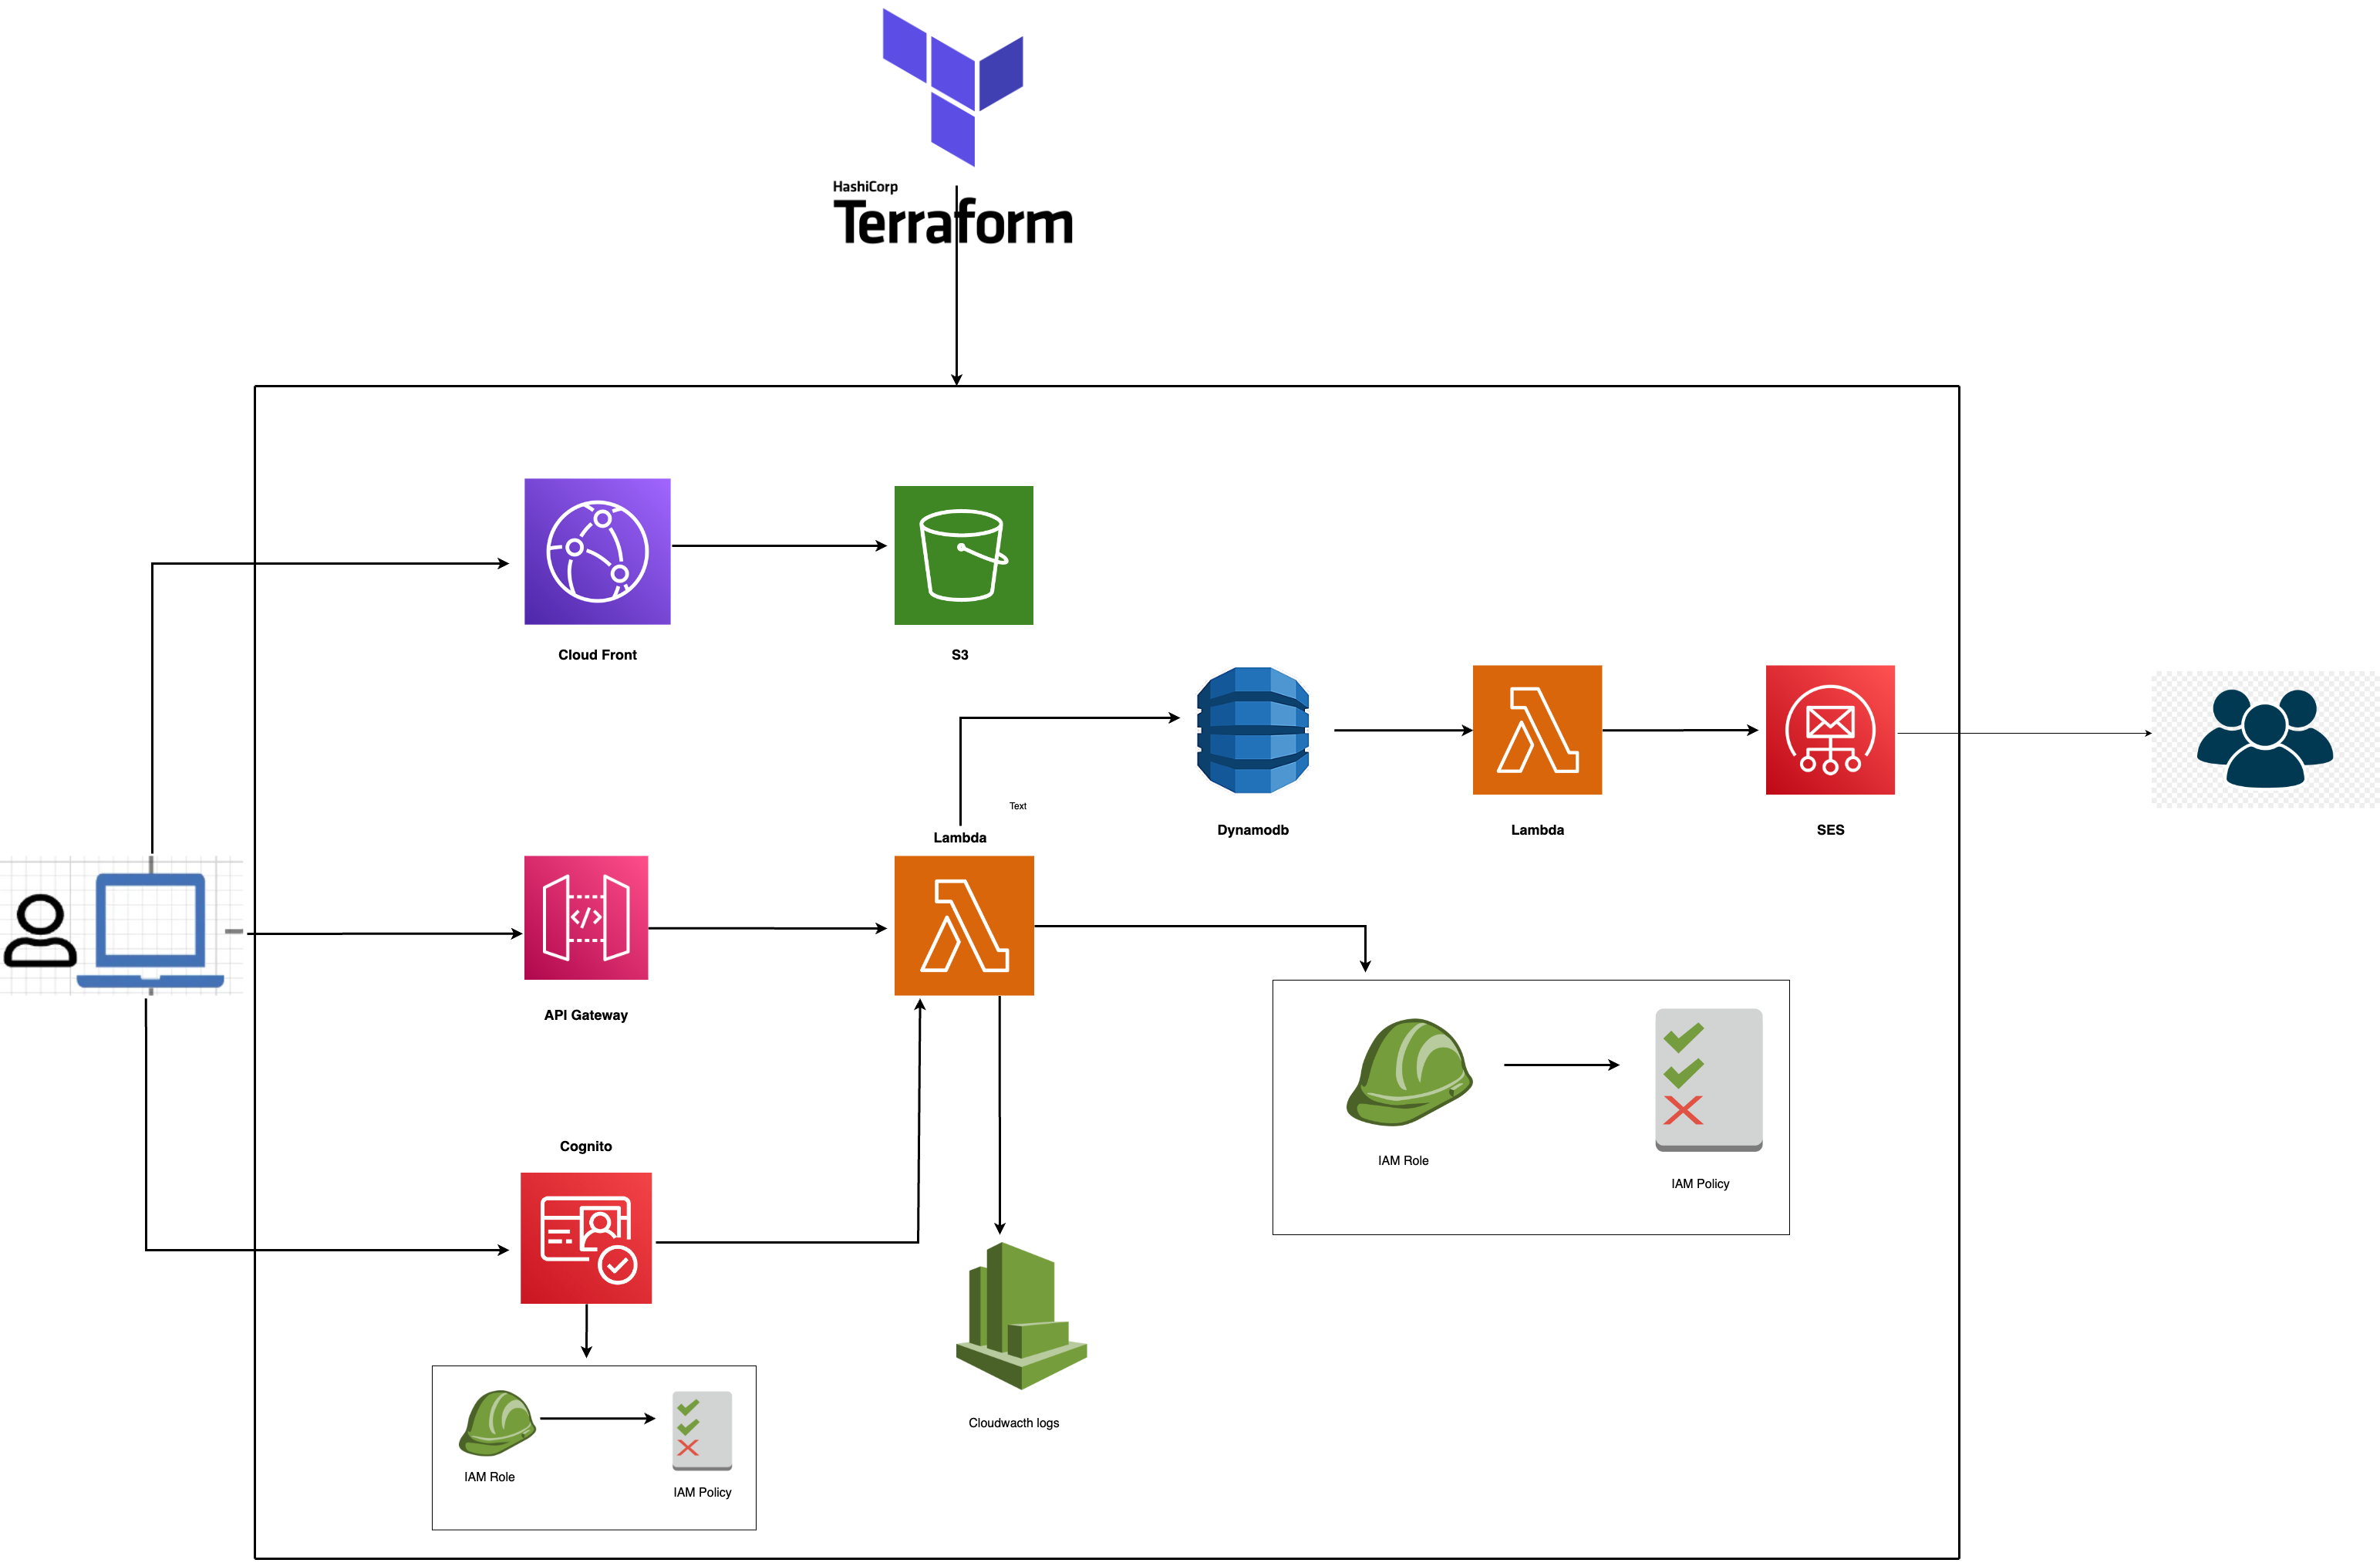 HashiCorp
Terraform
Cloud Front
S3
Text
Lambda
Dynamodb
Lambda
SES
API Gateway
Cognito
IAM Role
IAM Policy
Cloudwacth logs
IAM Role
IAM Policy